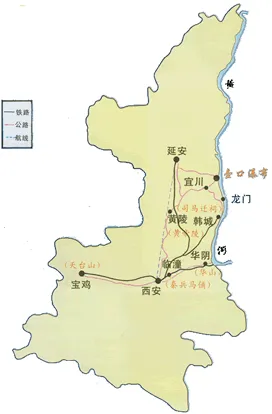 黄
铁路
公路
航线
延安
宜川
壶口瀑布
龙门
(司马迁祠)
黄陵
韩城
(黄帝陵)
河
华阴
临潼
(天台山)
(华山)
宝鸡
西安
(秦兵马俑)